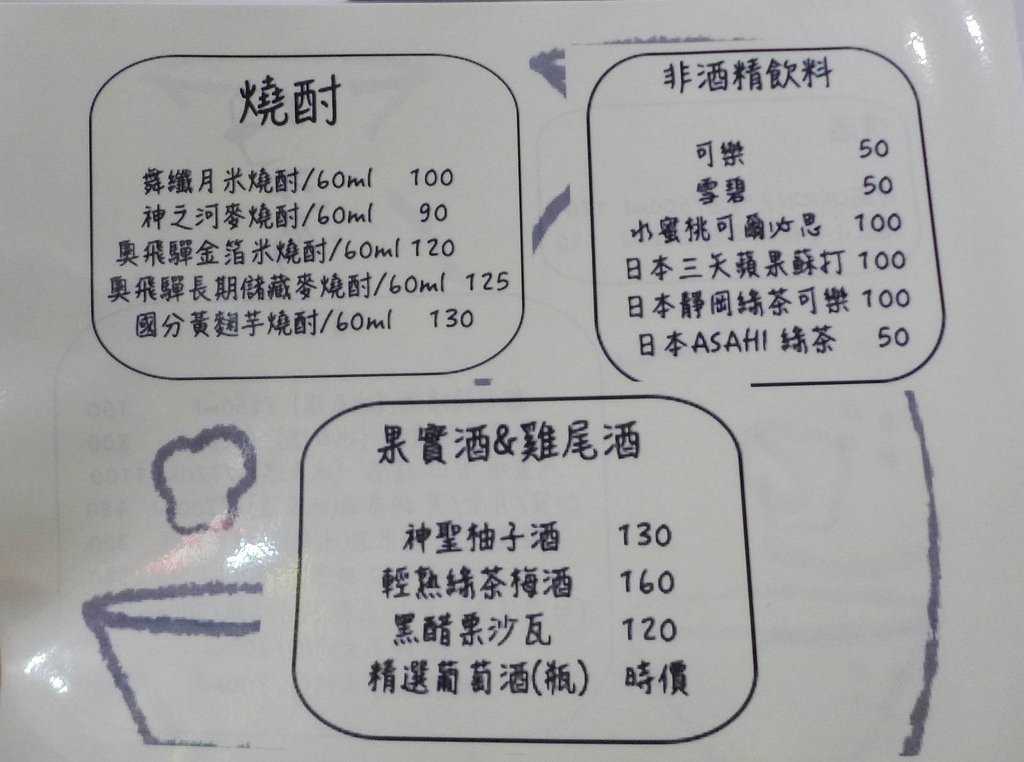 燒酎
舞纖月米燒酎/60ml 100
神之河麥燒酎/60ml 90
奧飛驒金箔米燒酎/60ml 120
奧飛驒長期儲藏麥燒酎/60ml 125
國分黃麴芋燒酎/60ml 130
非酒精飲料
可樂 50
雪碧 50
水蜜桃可爾必思 100
日本三矢蘋果蘇打 100
日本靜岡綠茶可樂 100
日本ASAHI 綠茶 50
果實酒&雞尾酒
神聖柚子酒 130
輕熟綠茶梅酒 160
黑醋栗沙瓦 120
精選葡萄酒(瓶) 時價